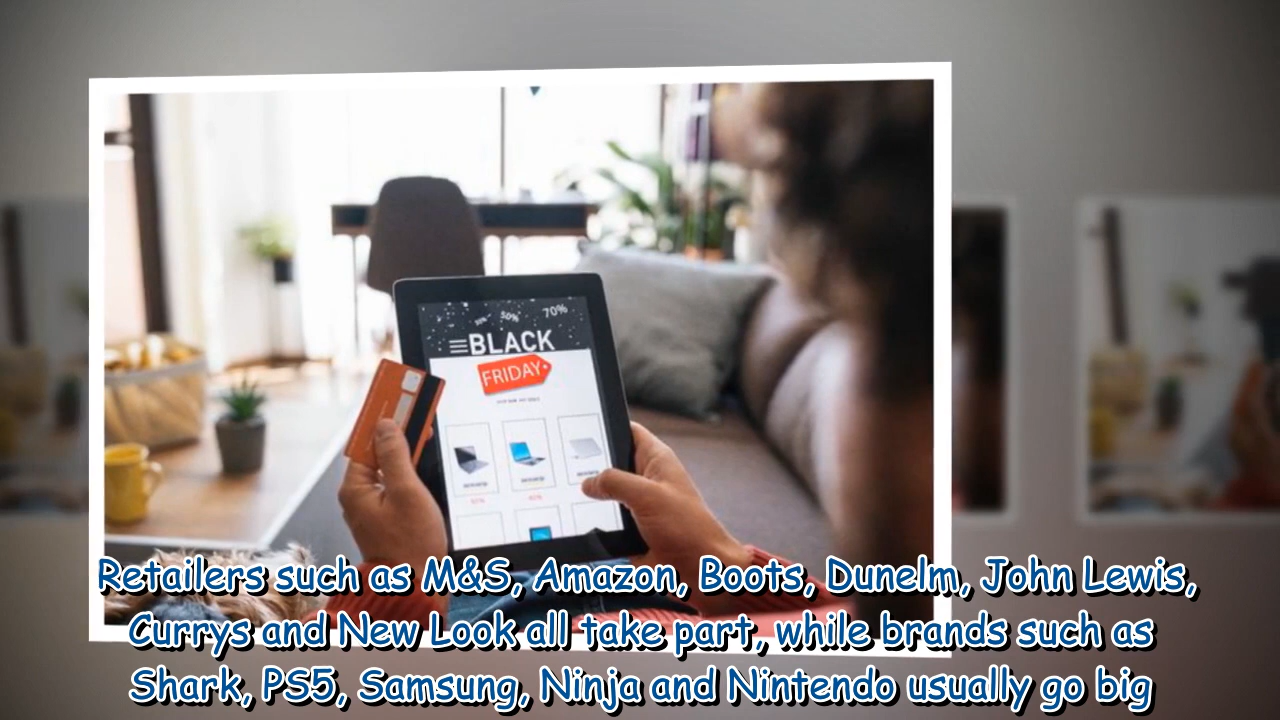 50% 70%
BLACK
FRIDAY
Retailers such as M&S, Amazon, Boots, Dunelm, John Lewis,
Currys and New Look all take part, while brands such as
Shark, PS5, Samsung, Ninja and Nintendo usually go big